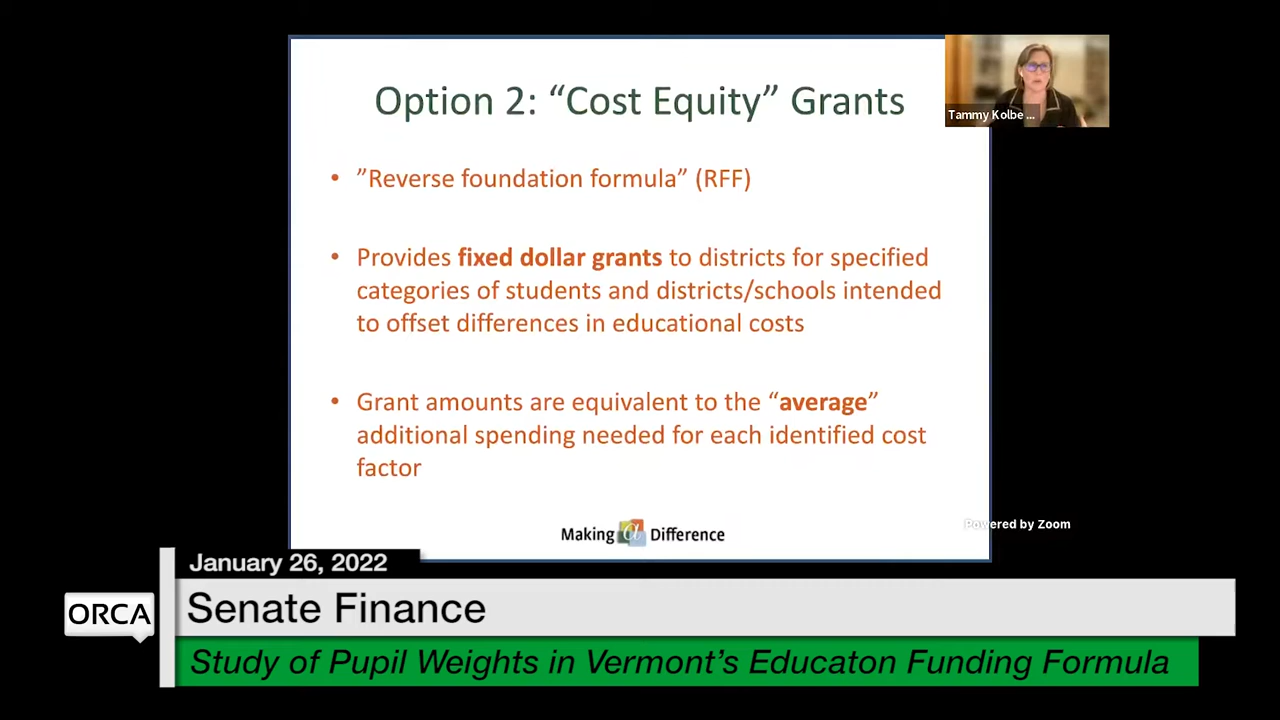 Option 2: “Cost Equity” Grants
Tammy Kolbe ...
• ”Reverse foundation formula” (RFF)
• Provides fixed dollar grants to districts for specified
categories of students and districts/schools intended
to offset differences in educational costs
• Grant amounts are equivalent to the “average”
additional spending needed for each identified cost
factor
Making a Difference
Powered by Zoom
January 26, 2022
ORCA
Senate Finance
Study of Pupil Weights in Vermont’s Educaton Funding Formula